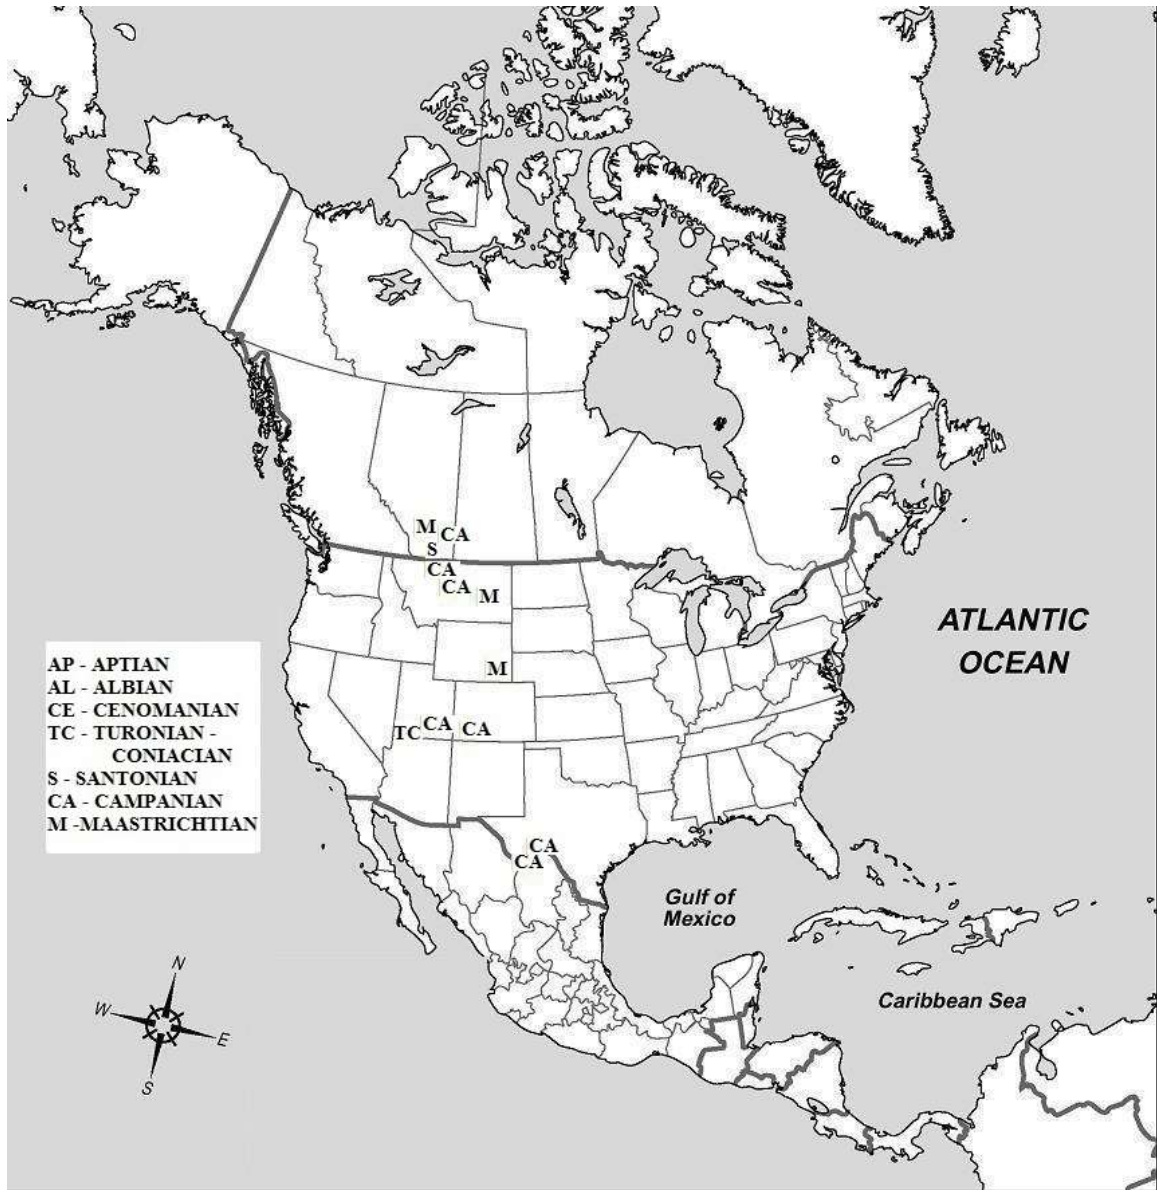 M
CA
S
CA
CA
M
ATLANTIC
OCEAN
AP - APTIAN
AL - ALBIAN
CE - CENOMANIAN
TC - TURONIAN -
CONIACIAN
S - SANTONIAN
CA - CAMPANIAN
M -MAASTRICHTIAN
M
TC
CA
CA
CA
CA
Gulf of
Mexico
Caribbean Sea
N
W
E
S